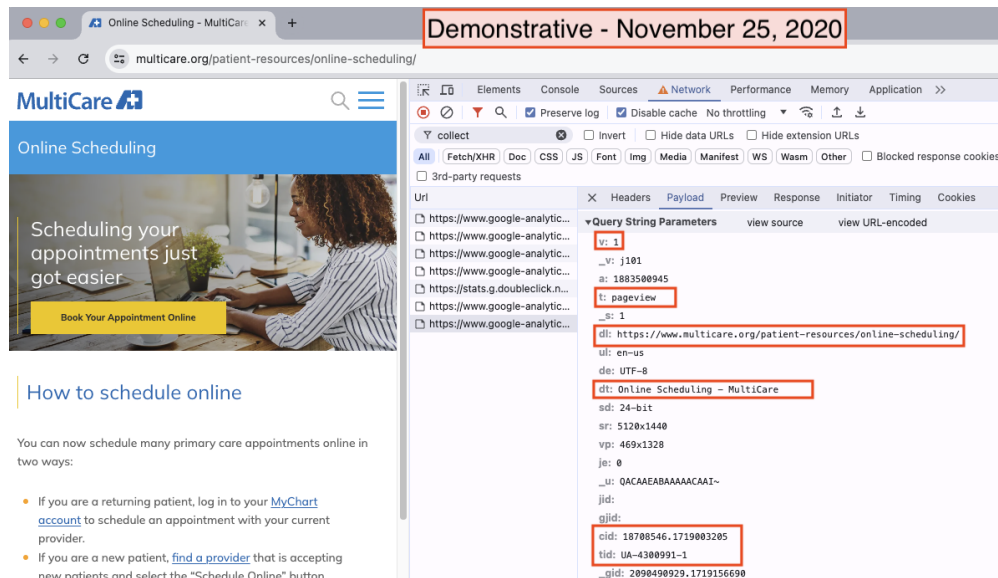 Online Scheduling - MultiCare
Demonstrative - November 25, 2020
multicare.org/patient-resources/online-scheduling/
MultiCare
Online Scheduling
Scheduling your
appointments just
got easier
Book Your Appointment Online
How to schedule online
You can now schedule many primary care appointments online in
two ways:
If you are a returning patient, log in to your MyChart
account to schedule an appointment with your current
provider.
If you are a new patient, find a provider that is accepting
new patients and select the "Schedule Online" button
Elements Console Sources Network Performance Memory Application
Preserve log Disable cache No throttling
collect Invert Hide data URLs Hide extension URLs
All Fetch/XHR Doc CSS JS Font Img Media Manifest WS Wasm Other Blocked response cookies
3rd-party requests
Url
https://www.google-analytic...
https://www.google-analytic...
https://www.google-analytic...
https://www.google-analytic...
https://stats.g.doubleclick.n...
https://www.google-analytic...
https://www.google-analytic...
Headers Payload Preview Response Initiator Timing Cookies
Query String Parameters view source view URL-encoded
v: 1
_v: j101
a: 1883500945
t: pageview
_s: 1
dl: https://www.multicare.org/patient-resources/online-scheduling/
ul: en-us
de: UTF-8
dt: Online Scheduling – MultiCare
sd: 24-bit
sr: 5120x1440
vp: 469x1328
je: 0
_u: QACAAEABAAAAACAAI~
jid:
gjid:
cid: 18708546.1719003205
tid: UA-4300991-1
_gid: 2090490929.1719156690